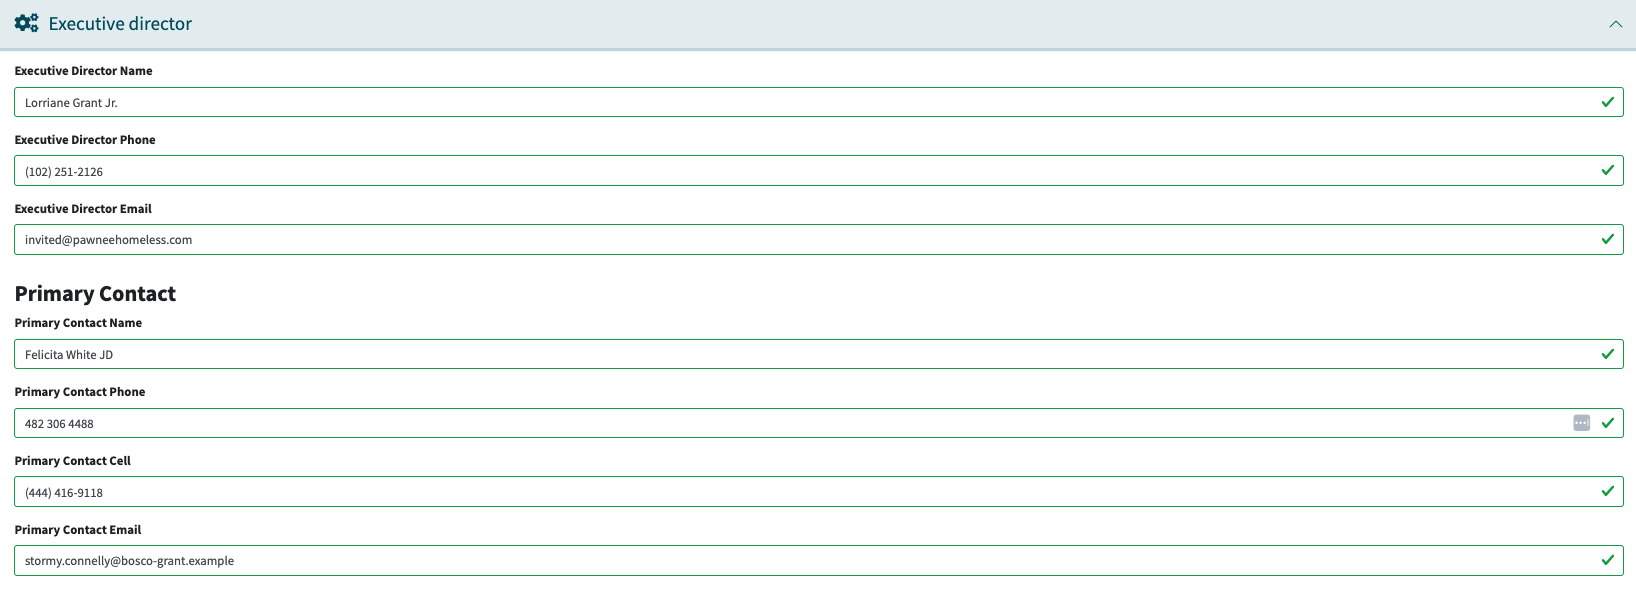 Executive director
Executive Director Name
Lorriane Grant Jr.
Executive Director Phone
(102) 251-2126
Executive Director Email
invited@pawneehomeless.com
Primary Contact
Primary Contact Name
Felicita White JD
Primary Contact Phone
482 306 4488
Primary Contact Cell
(444) 416-9118
Primary Contact Email
stormy.connelly@bosco-grant.example